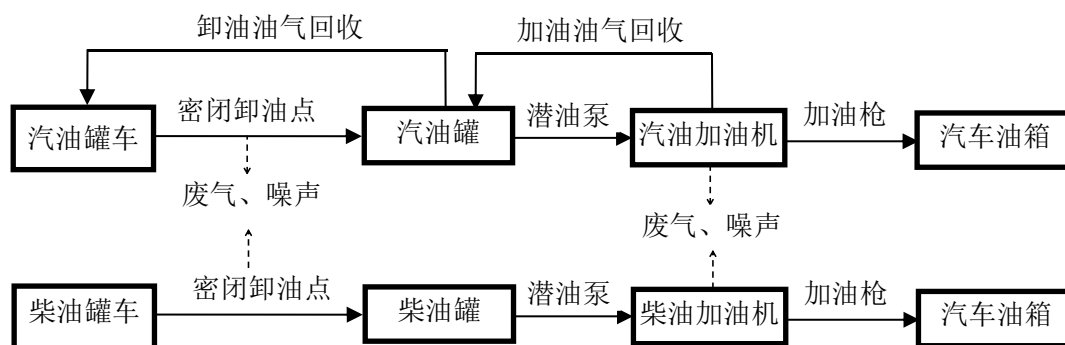 卸油油气回收
加油油气回收
密闭卸油点
潜油泵
加油枪
汽油罐车
汽油罐
汽油加油机
汽车油箱
废气、噪声
废气、噪声
密闭卸油点
潜油泵
加油枪
柴油罐车
柴油罐
柴油加油机
汽车油箱